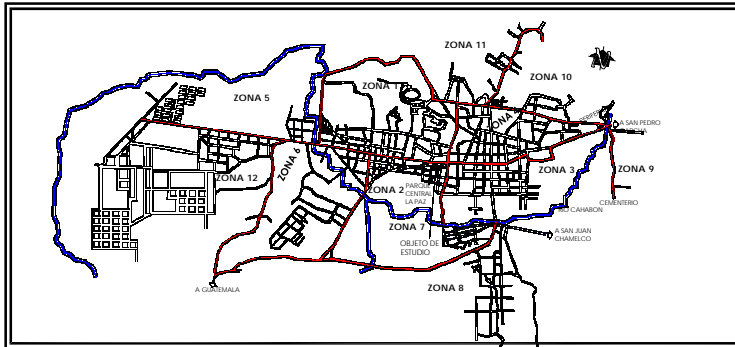 ZONA 11
ZONA 10
ZONA 5
ZONA 1
ZONA
A SAN PEDRO
ZONA 6
ZONA 3
ZONA 9
ZONA 12
ZONA 2
PARQUE
CENTRAL
LA PAZ
CEMENTERIO
RIO CAHABON
ZONA 7
OBJETO DE
ESTUDIO
A SAN JUAN
CHAMELCO
A GUATEMALA
ZONA 8